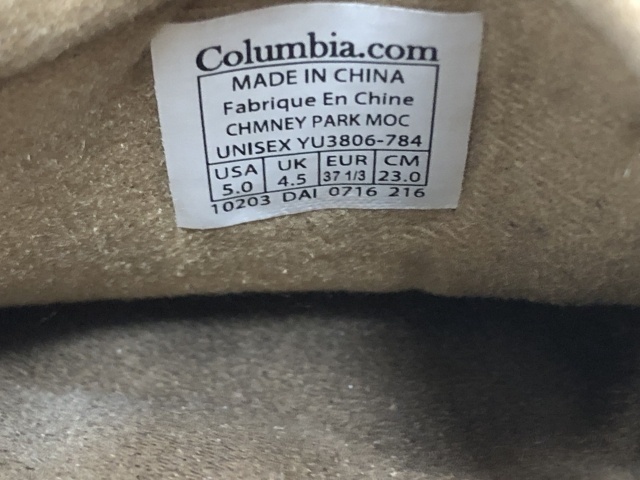 Columbia.com
MADE IN CHINA
Fabrique En Chine
CHMNEY PARK MOC
UNISEX YU3806-784
USA UK EUR CM
5.0 4.5 37 1/3 23.0
10203 DAI 0716 216